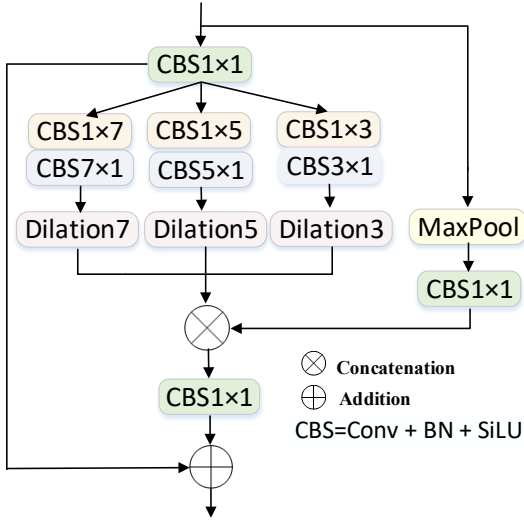 CBS1×1
CBS1×7
CBS7×1
CBS1×5
CBS5×1
CBS1×3
CBS3×1
Dilation7
Dilation5
Dilation3
MaxPool
CBS1×1
Concatenation
CBS1×1
Addition
CBS=Conv + BN + SiLU